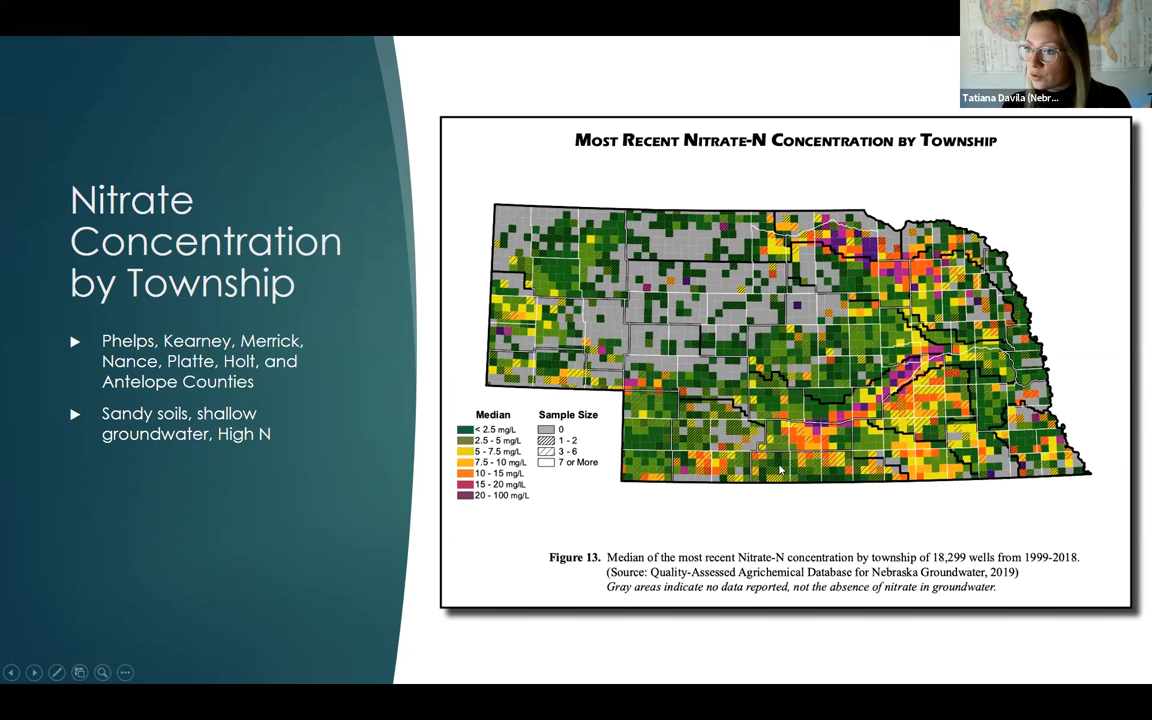 Tatiana Davila (Nebr...
Nitrate
Concentration
by Township
Phelps, Kearney, Merrick,
Nance, Platte, Holt, and
Antelope Counties
Sandy soils, shallow
groundwater, High N
MOST RECENT NITRATE-N CONCENTRATION BY TOWNSHIP
Median
< 2.5 mg/L
2.5 - 5 mg/L
5 - 7.5 mg/L
7.5 - 10 mg/L
10 - 15 mg/L
15 - 20 mg/L
20 - 100 mg/L
Sample Size
0
1 - 2
3 - 6
7 or More
Figure 13. Median of the most recent Nitrate-N concentration by township of 18,299 wells from 1999-2018.
(Source: Quality-Assessed Agrichemical Database for Nebraska Groundwater, 2019)
Gray areas indicate no data reported, not the absence of nitrate in groundwater.